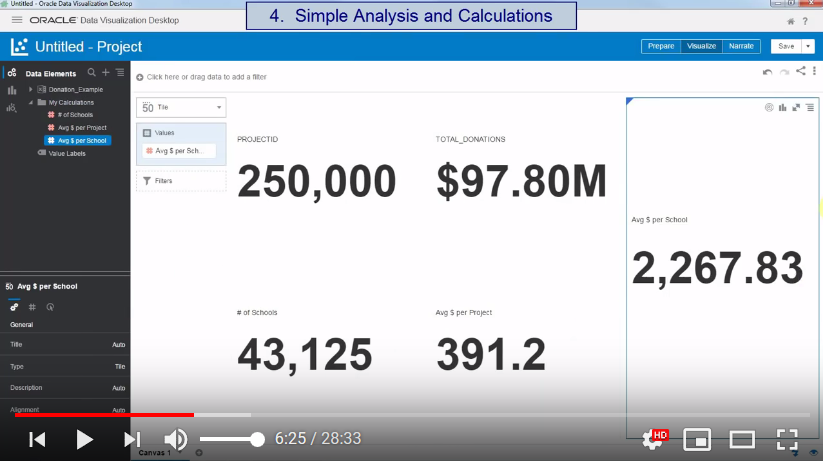 Untitled - Oracle Data Visualization Desktop
4. Simple Analysis and Calculations
ORACLE Data Visualization Desktop
?
Untitled - Project
Prepare Visualize Narrate Save
Data Elements
Click here or drag data to add a filter
Donation_Example
My Calculations
# of Schools
Avg $ per Project
Avg $ per School
Value Labels
50 Tile
Values
Avg $ per Sch...
Filters
PROJECTID
250,000
TOTAL_DONATIONS
$97.80M
Avg $ per School
2,267.83
# of Schools
43,125
Avg $ per Project
391.2
50 Avg $ per School
General
Title Auto
Type Tile
Description Auto
Alignment Auto
6:25 / 28:33
HD
Canvas 1